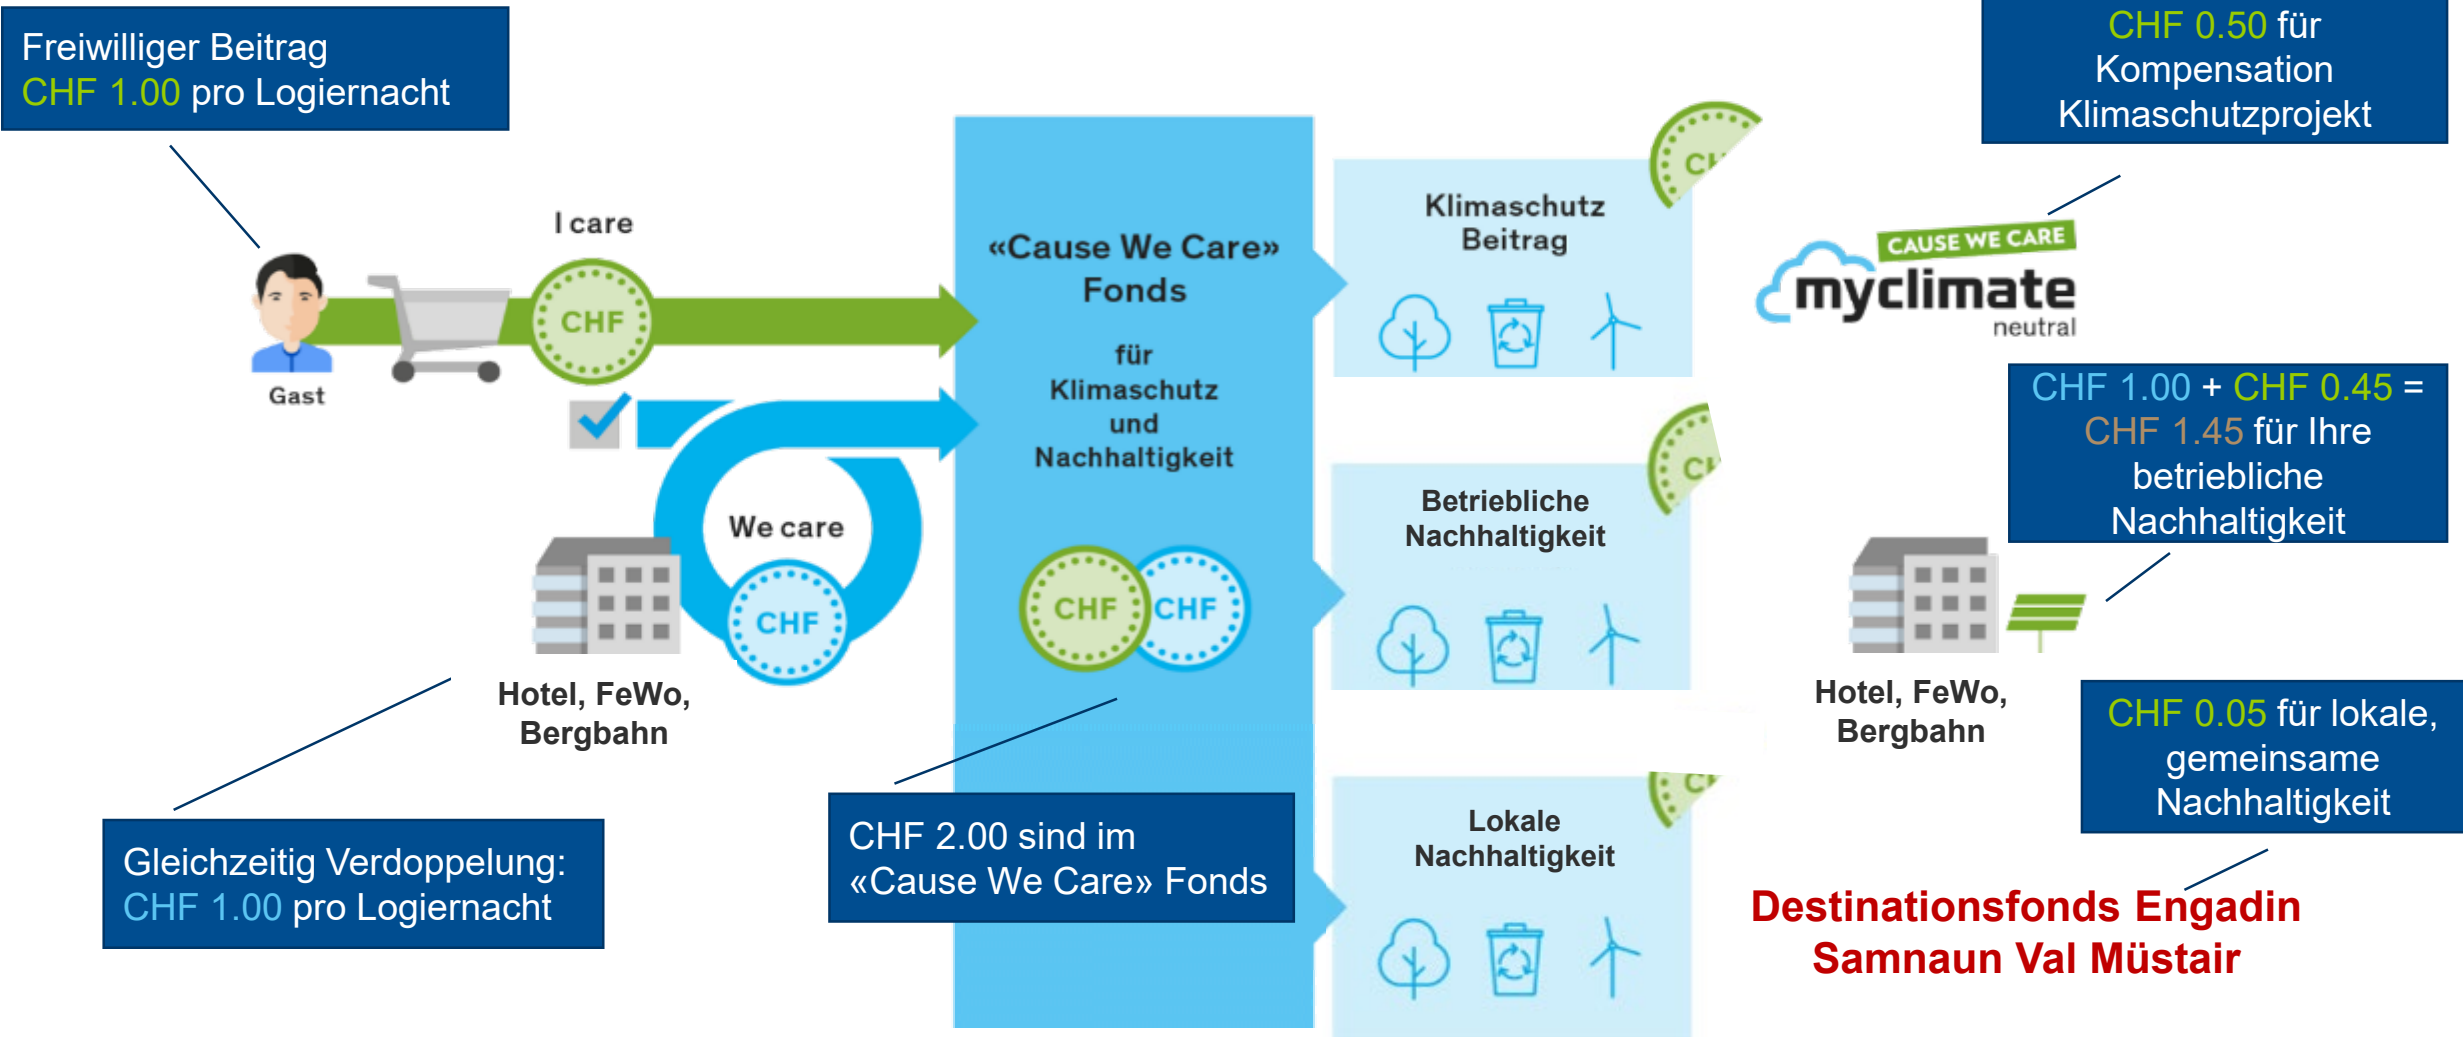 Freiwilliger Beitrag
CHF 1.00 pro Logiernacht
I care
CHF
Gast
We care
CHF
Hotel, FeWo,
Bergbahn
Gleichzeitig Verdoppelung:
CHF 1.00 pro Logiernacht
«Cause We Care»
Fonds
für
Klimaschutz
und
Nachhaltigkeit
CHF CHF
CHF 2.00 sind im
«Cause We Care» Fonds
Klimaschutz
Beitrag
Betriebliche
Nachhaltigkeit
Lokale
Nachhaltigkeit
CHF 0.50 für
Kompensation
Klimaschutzprojekt
CAUSE WE CARE
myclimate
neutral
CHF 1.00 + CHF 0.45 =
CHF 1.45 für Ihre
betriebliche
Nachhaltigkeit
Hotel, FeWo,
Bergbahn
CHF 0.05 für lokale,
gemeinsame
Nachhaltigkeit
Destinationsfonds Engadin
Samnaun Val Müstair